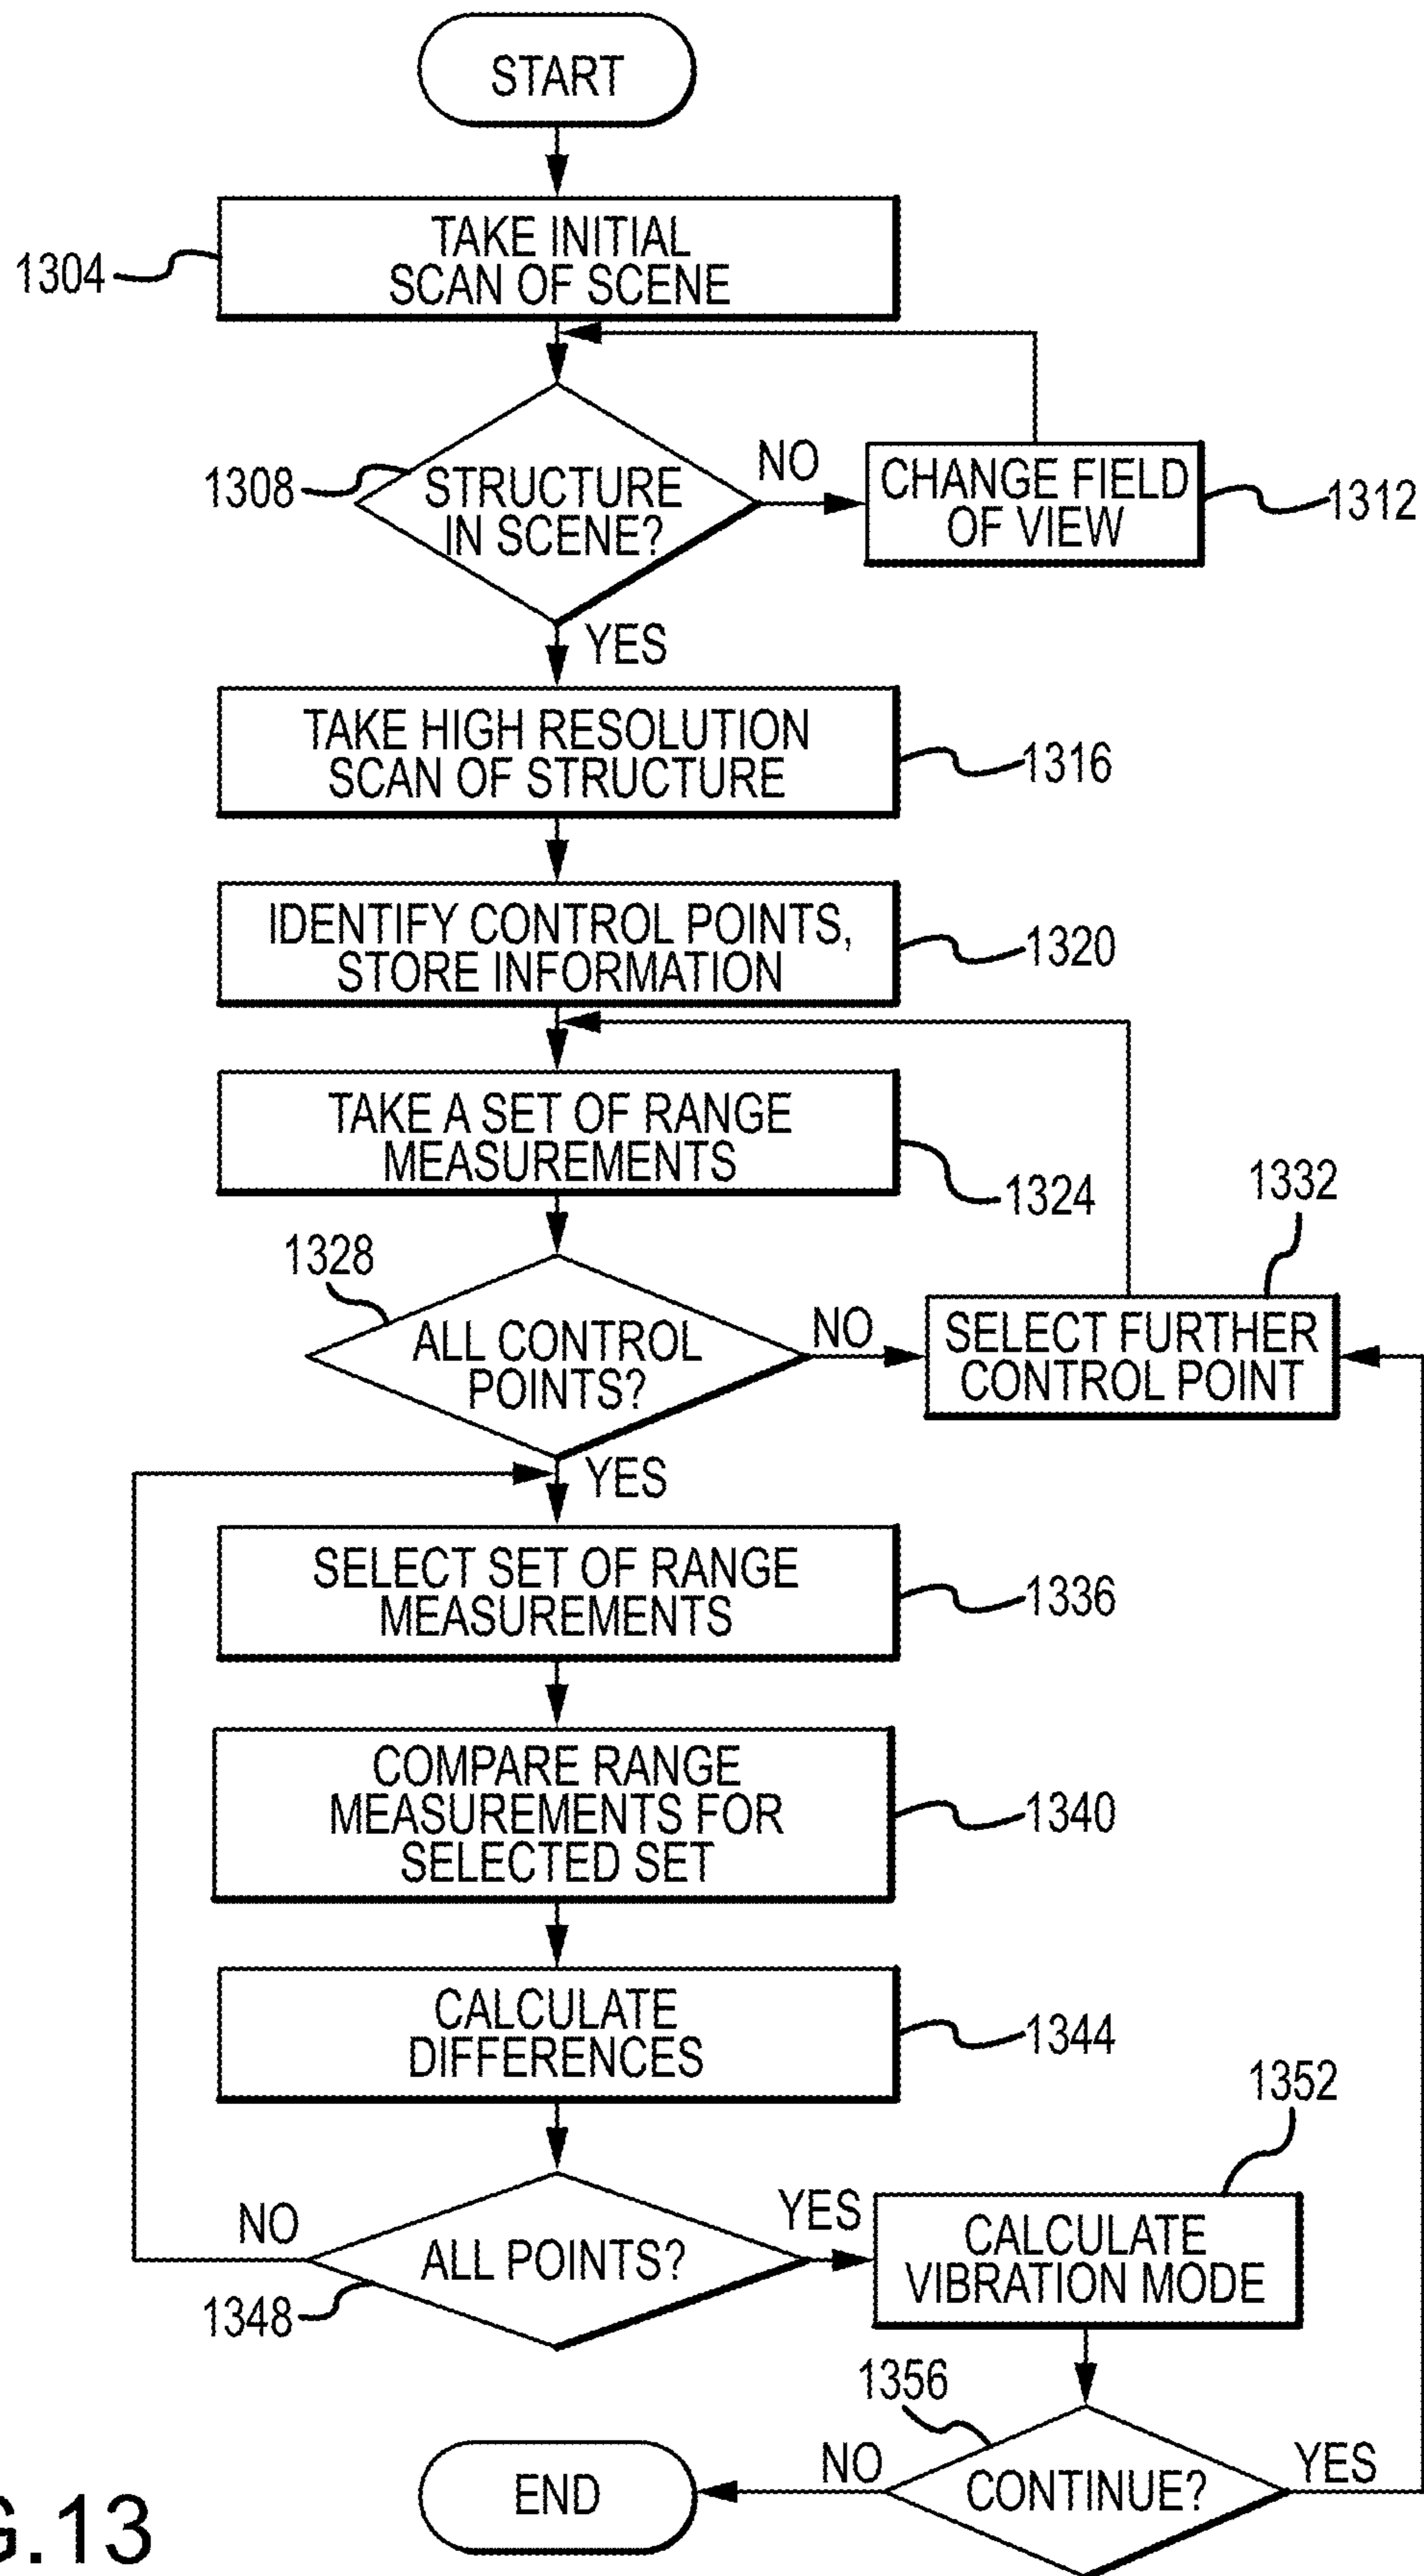 START
TAKE INITIAL
SCAN OF SCENE
1304
STRUCTURE
IN SCENE?
1308
NO
CHANGE FIELD
OF VIEW
1312
YES
TAKE HIGH RESOLUTION
SCAN OF STRUCTURE
1316
IDENTIFY CONTROL POINTS,
STORE INFORMATION
1320
TAKE A SET OF RANGE
MEASUREMENTS
1324
1332
1328
ALL CONTROL
POINTS?
NO
SELECT FURTHER
CONTROL POINT
YES
SELECT SET OF RANGE
MEASUREMENTS
1336
COMPARE RANGE
MEASUREMENTS FOR
SELECTED SET
1340
CALCULATE
DIFFERENCES
1344
1352
NO
ALL POINTS?
YES
1348
CALCULATE
VIBRATION MODE
1356
END
NO
CONTINUE?
YES
G.13